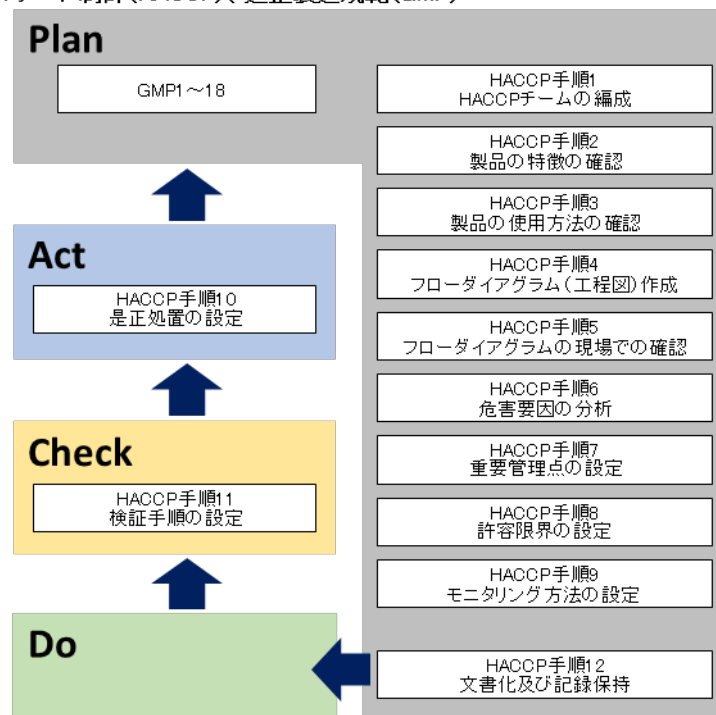 Plan
GMP1～18
HACCP手順1
HACCPチームの編成
HACCP手順2
製品の特徴の確認
HACCP手順3
製品の使用方法の確認
HACCP手順4
フローダイアグラム(工程図)作成
HACCP手順5
フローダイアグラムの現場での確認
HACCP手順6
危害要因の分析
HACCP手順7
重要管理点の設定
HACCP手順8
許容限界の設定
HACCP手順9
モニタリング方法の設定
HACCP手順12
文書化及び記録保持
Act
HACCP手順10
是正処置の設定
Check
HACCP手順11
検証手順の設定
Do